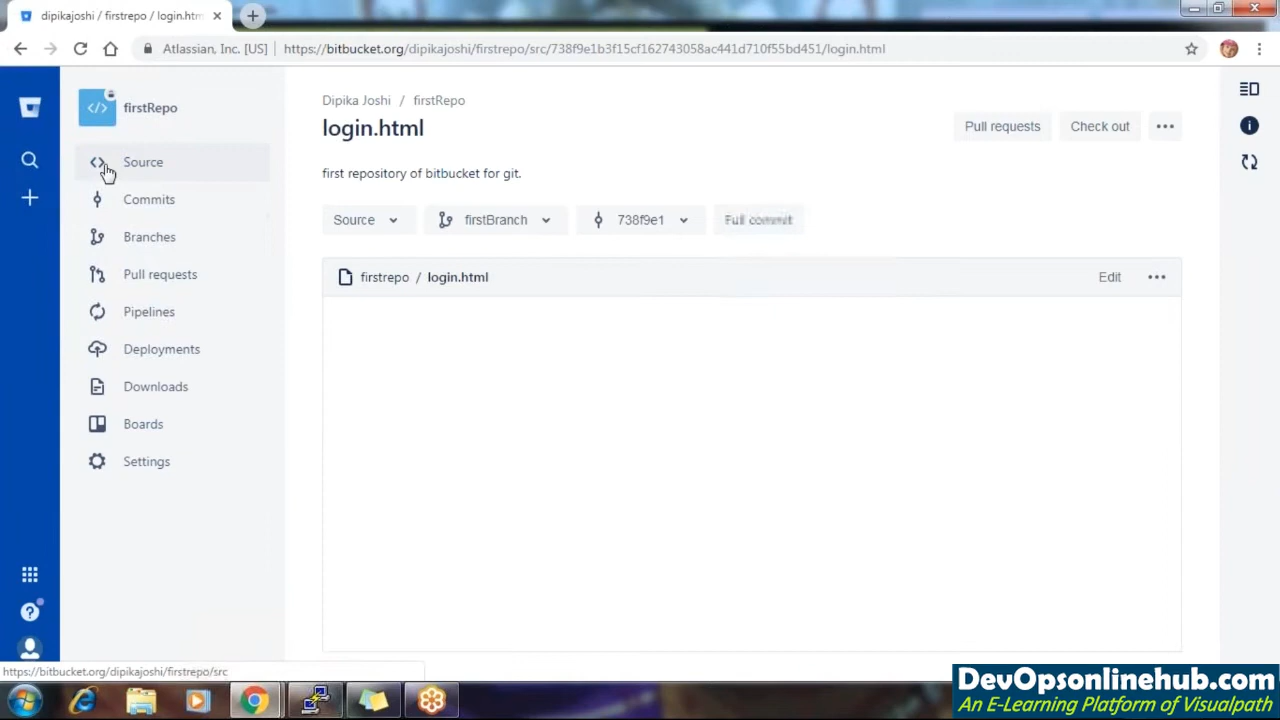 dipikajoshi / firstrepo / login.htm
Atlassian, Inc. [US]
https://bitbucket.org/dipikajoshi/firstrepo/src/738f9e1b3f15cf162743058ac441d710f55bd451/login.html
firstRepo
Source
Commits
Branches
Pull requests
Pipelines
Deployments
Downloads
Boards
Settings
Dipika Joshi / firstRepo
login.html
Pull requests
Check out
first repository of bitbucket for git.
Source
firstBranch
738f9e1
Full commit
firstrepo / login.html
Edit
https://bitbucket.org/dipikajoshi/firstrepo/src
DevOpsonlinehub.com
An E-Learning Platform of Visualpath